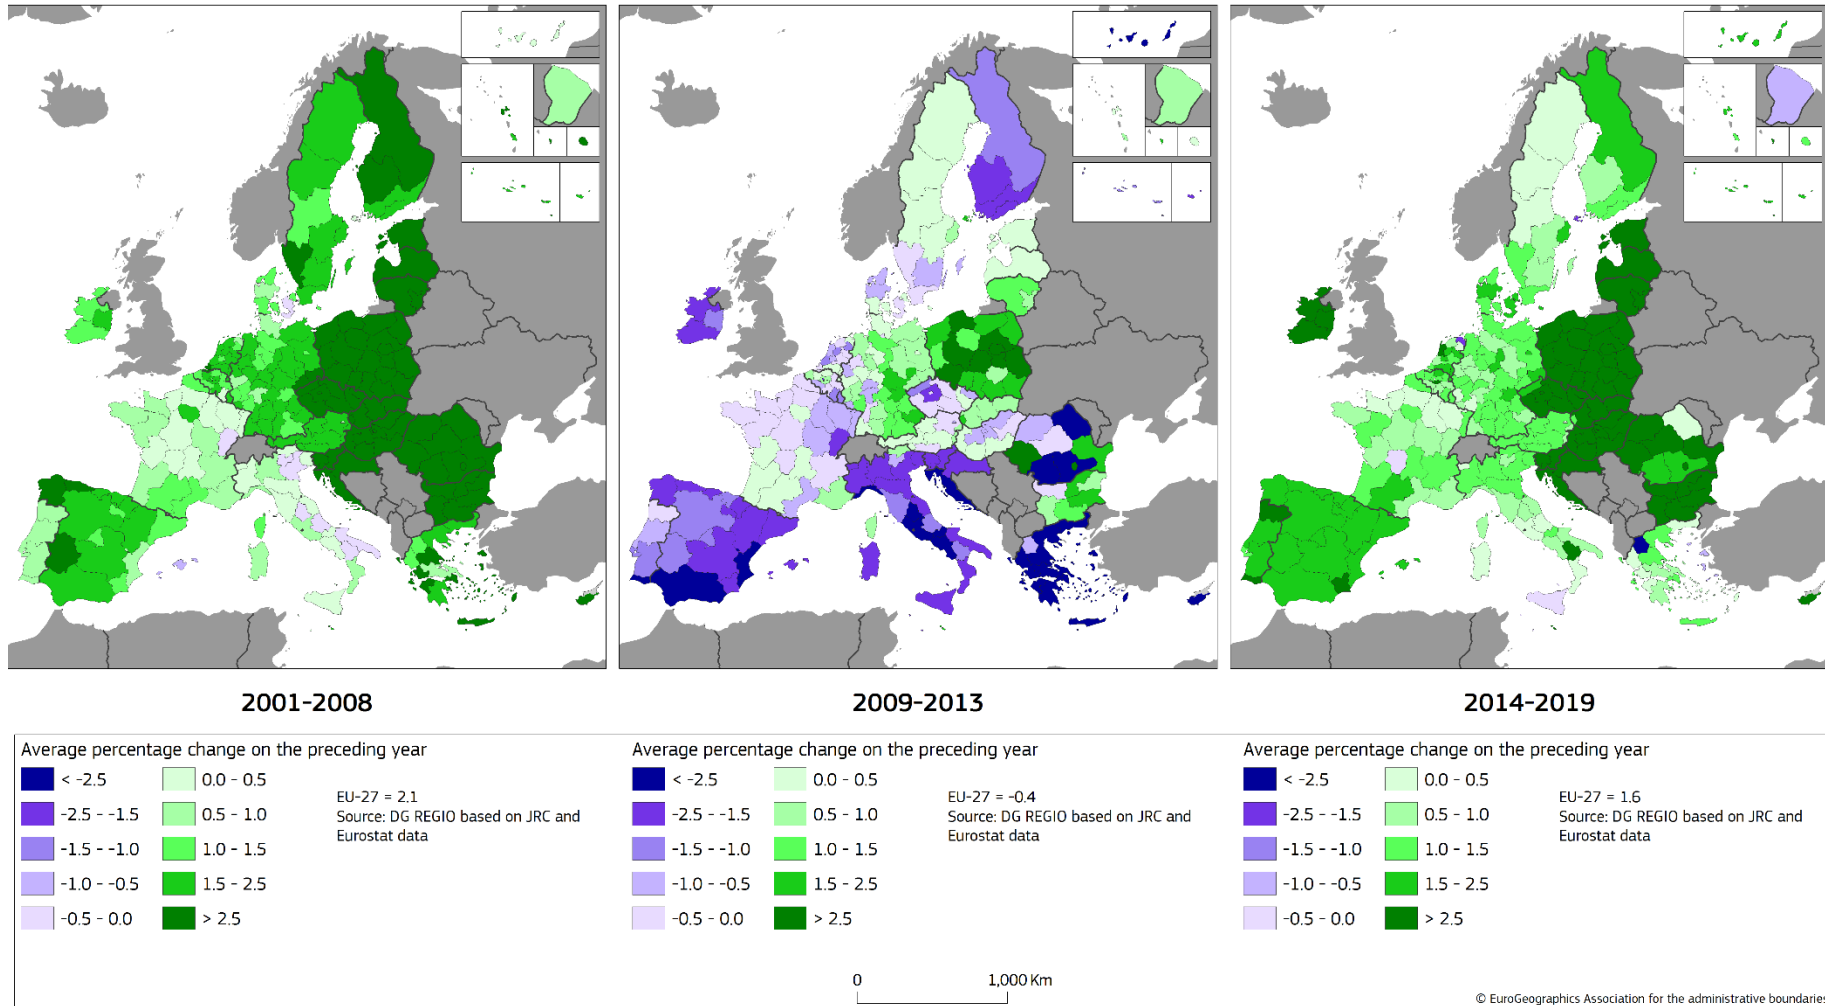 2001-2008
2009-2013
2014-2019
Average percentage change on the preceding year
< -2.5
-2.5 - -1.5
-1.5 - -1.0
-1.0 - -0.5
-0.5 - 0.0
0.0 - 0.5
0.5 - 1.0
1.0 - 1.5
1.5 - 2.5
> 2.5
EU-27 = 2.1
Source: DG REGIO based on JRC and
Eurostat data
Average percentage change on the preceding year
< -2.5
-2.5 - -1.5
-1.5 - -1.0
-1.0 - -0.5
-0.5 - 0.0
0.0 - 0.5
0.5 - 1.0
1.0 - 1.5
1.5 - 2.5
> 2.5
EU-27 = -0.4
Source: DG REGIO based on JRC and
Eurostat data
Average percentage change on the preceding year
< -2.5
-2.5 - -1.5
-1.5 - -1.0
-1.0 - -0.5
-0.5 - 0.0
0.0 - 0.5
0.5 - 1.0
1.0 - 1.5
1.5 - 2.5
> 2.5
EU-27 = 1.6
Source: DG REGIO based on JRC and
Eurostat data
0 1,000 Km
© EuroGeographics Association for the administrative boundaries